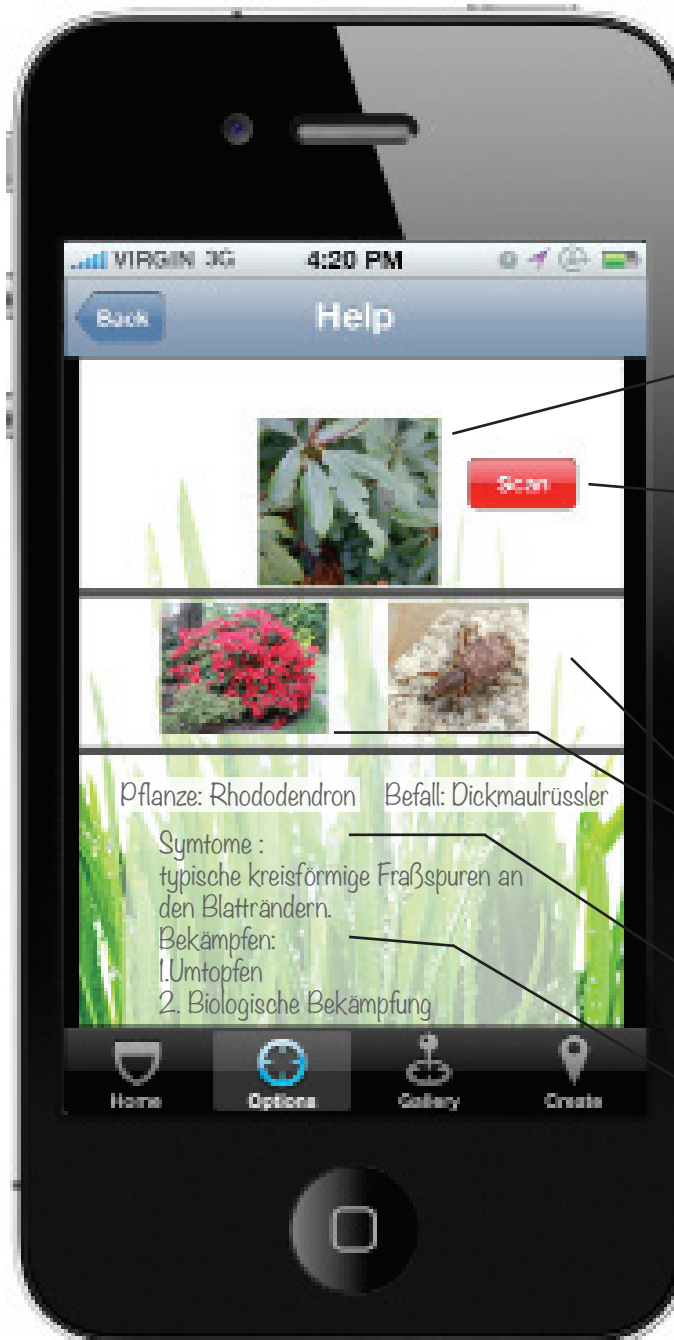 VIRGIN 3G 4:20 PM
Back Help
Scan
Pflanze: Rhododendron Befall: Dickmaulrüssler
Symtome :
typische kreisförmige Fraßspuren an
den Blatträndern.
Bekämpfen:
1.Umtopfen
2. Biologische Bekämpfung
Home Options Gallery Create